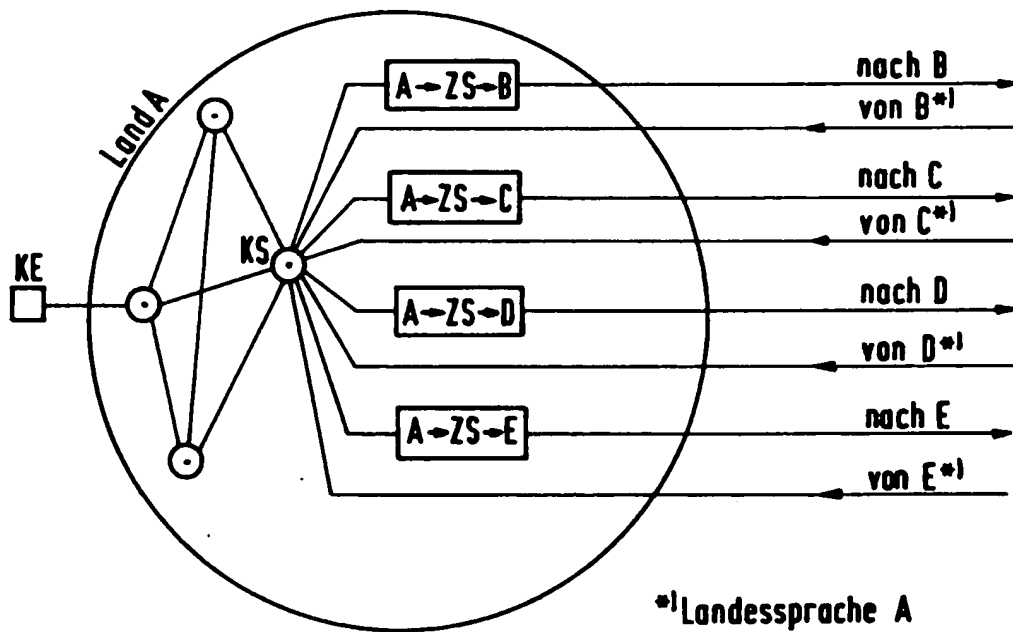 Land A
A→ZS→B
nach B
von B*)
A→ZS→C
nach C
von C*)
KS
KE
A→ZS→D
nach D
von D*)
A→ZS→E
nach E
von E*)
*) Landessprache A